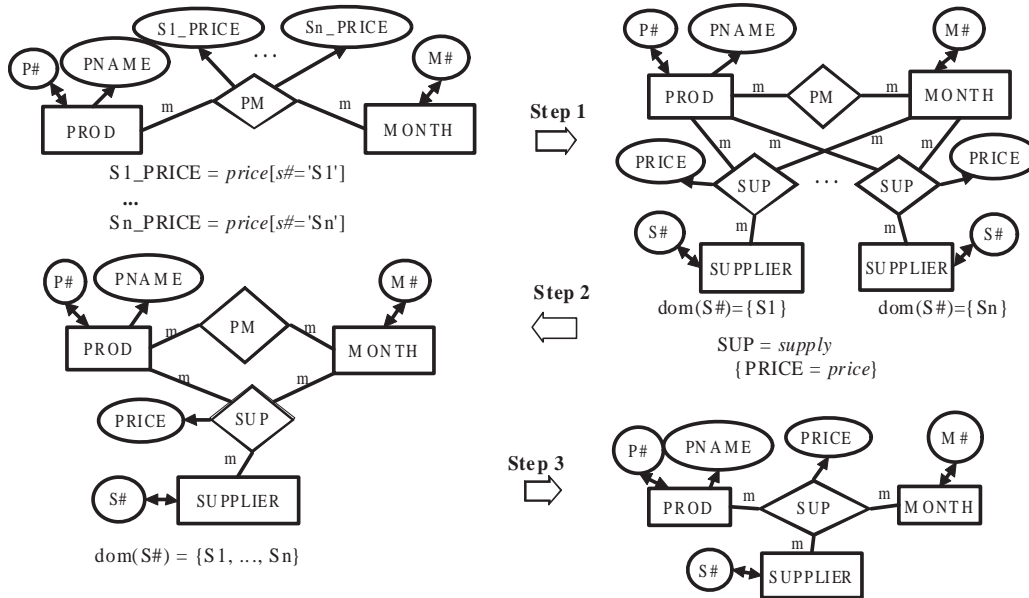 S1_PRICE
...
Sn_PRICE
P#
PNAME
M#
PROD
m
PM
m
MONTH
S1_PRICE = price[s#='S1']
...
Sn_PRICE = price[s#='Sn']
Step 1
P#
PNAME
M#
PROD
m
PM
m
MONTH
m
m
m
m
PRICE
SUP
...
SUP
PRICE
m
m
S#
SUPPLIER
SUPPLIER
S#
dom(S#)={S1}
dom(S#)={Sn}
SUP = supply
{PRICE = price}
Step 2
P#
PNAME
M#
PROD
m
PM
m
MONTH
m
m
PRICE
SUP
m
S#
SUPPLIER
dom(S#) = {S1, ..., Sn}
Step 3
P#
PNAME
PRICE
M#
PROD
m
SUP
m
MONTH
m
S#
SUPPLIER